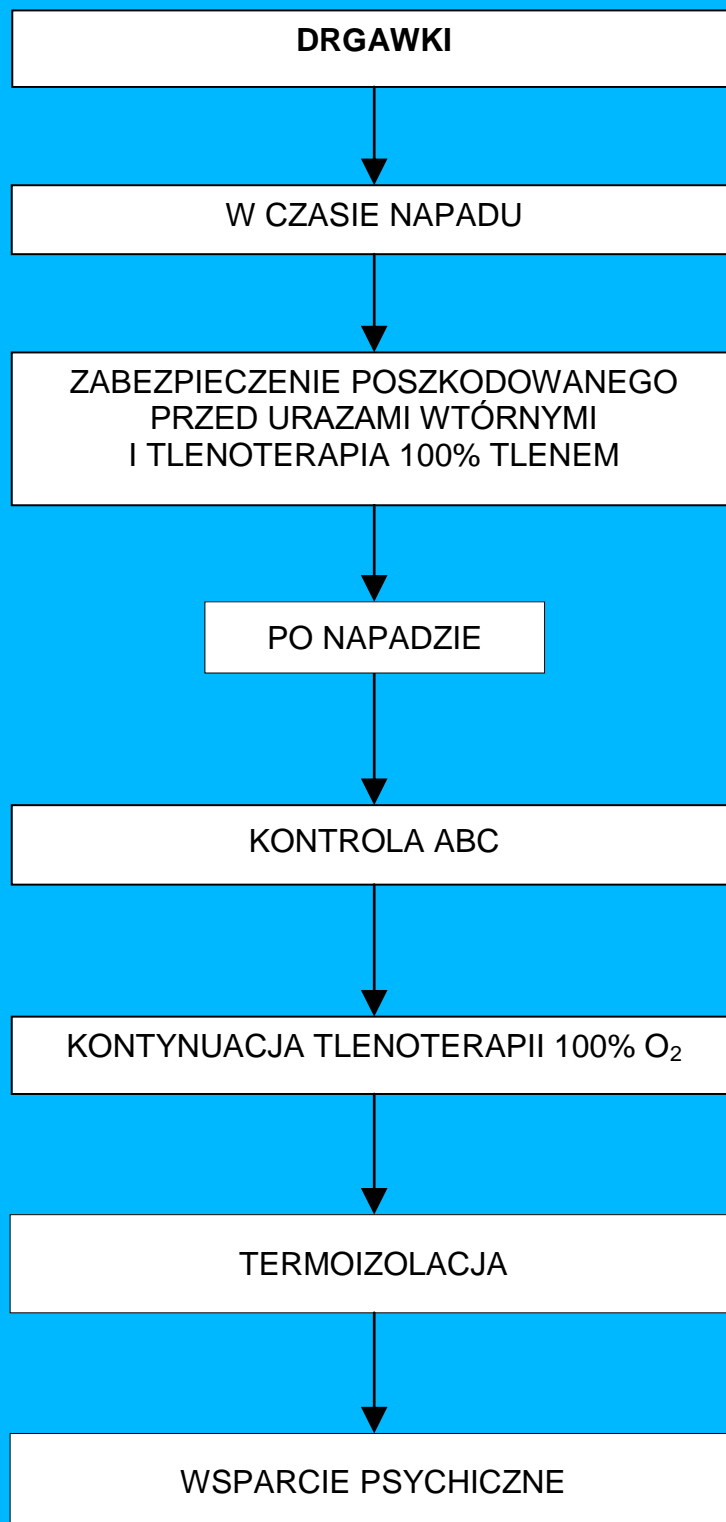 DRGAWKI
W CZASIE NAPADU
ZABEZPIECZENIE POSZKODOWANEGO
PRZED URAZAMI WTÓRNYMI
I TLENOTERAPIA 100% TLENEM
PO NAPADZIE
KONTROLA ABC
KONTYNUACJA TLENOTERAPII 100% O₂
TERMOIZOLACJA
WSPARCIE PSYCHICZNE